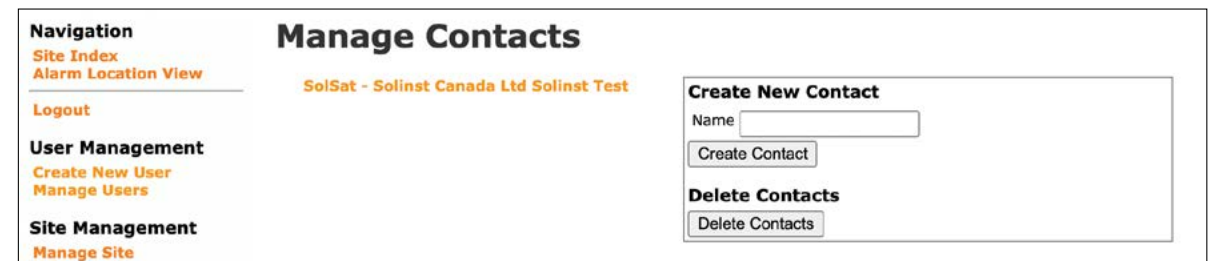 Navigation
Site Index
Alarm Location View
Logout
User Management
Create New User
Manage Users
Site Management
Manage Site
Manage Contacts
SolSat - Solinst Canada Ltd Solinst Test
Create New Contact
Name
Create Contact
Delete Contacts
Delete Contacts